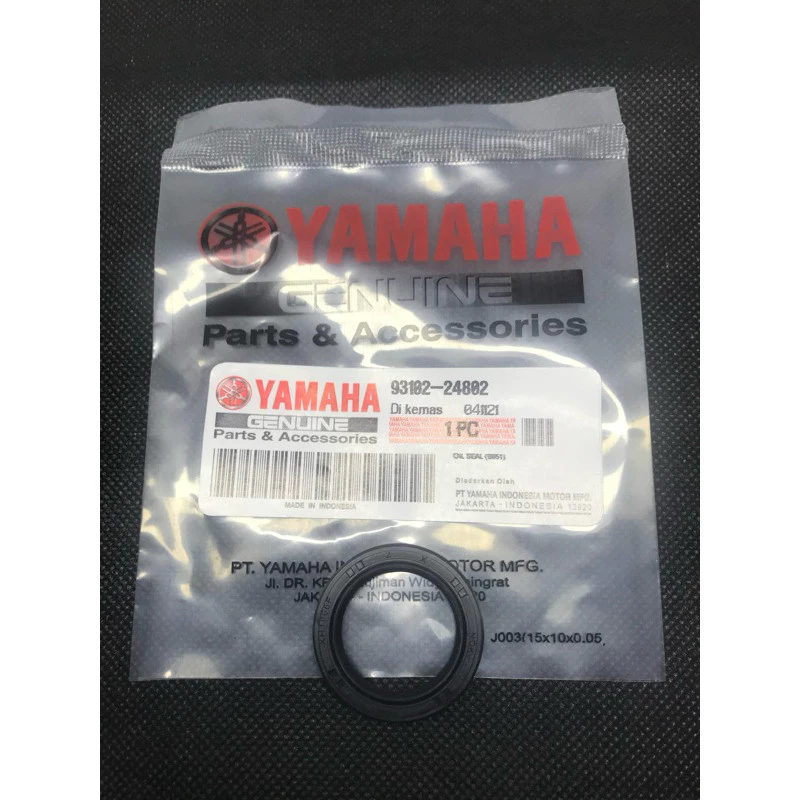 YAMAHA
GENUINE
Parts & Accessories
YAMAHA
GENUINE
Parts & Accessories
MADE IN INDONESIA
93102-24802
Di kemas 041121
1 PC
OIL SEAL
Diedarkan Oleh
PT YAMAHA INDONESIA MOTOR MFG.
JAKARTA - INDONESIA 13920
PT. YAMAHA MOTOR MFG.
JL. DR. ningrat
INDONESIA
J003(15x10x0.05